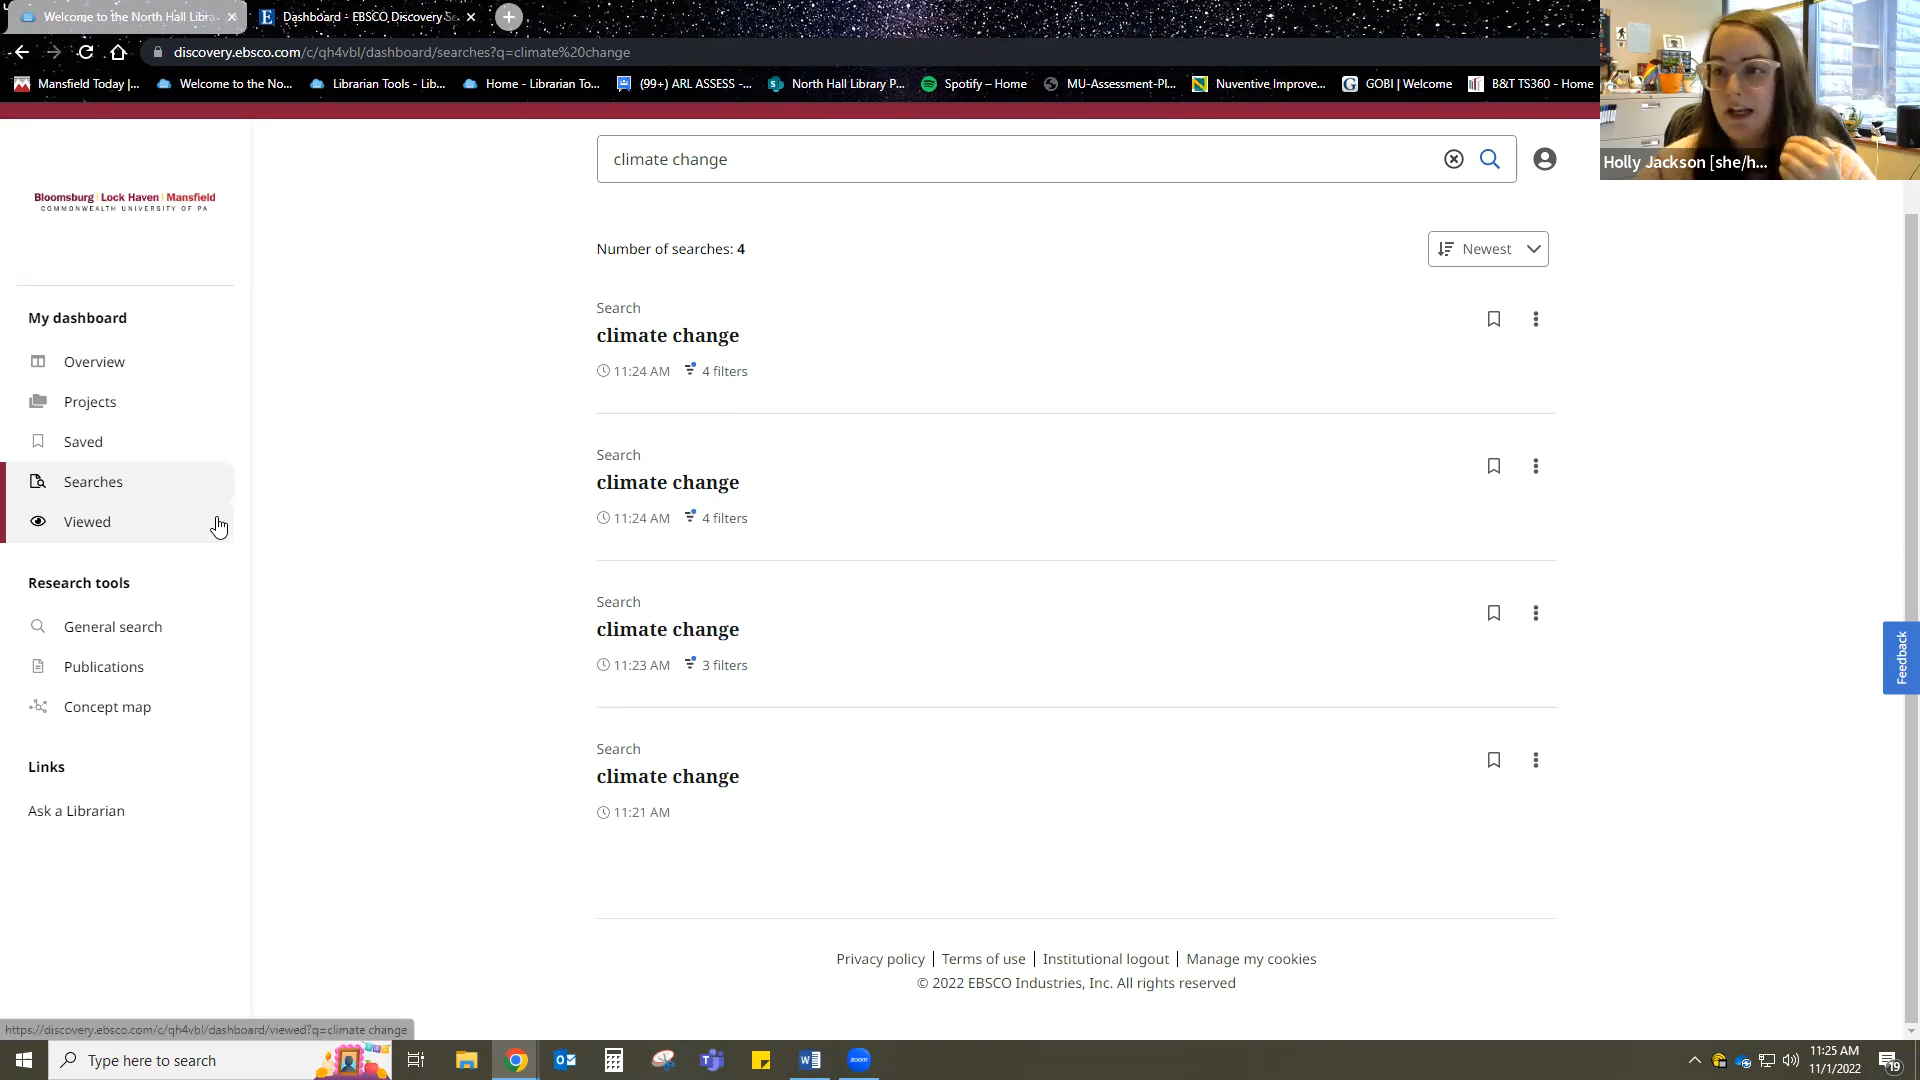 Welcome to the North Hall Libra
Dashboard - EBSCO Discovery Se
discovery.ebsco.com/c/qh4vbl/dashboard/searches?q=climate%20change
Mansfield Today |...
Welcome to the No...
Librarian Tools - Lib...
Home - Librarian To...
(99+) ARL ASSESS -...
North Hall Library P...
Spotify – Home
MU-Assessment-Pl...
Nuventive Improve...
GOBI | Welcome
B&T TS360 - Home
Holly Jackson [she/h...
climate change
Bloomsburg | Lock Haven | Mansfield
COMMONWEALTH UNIVERSITY OF PA
Number of searches: 4
Newest
My dashboard
Overview
Projects
Saved
Searches
Viewed
Research tools
General search
Publications
Concept map
Links
Ask a Librarian
Search
climate change
11:24 AM 4 filters
Search
climate change
11:24 AM 4 filters
Search
climate change
11:23 AM 3 filters
Search
climate change
11:21 AM
Feedback
Privacy policy | Terms of use | Institutional logout | Manage my cookies
© 2022 EBSCO Industries, Inc. All rights reserved
https://discovery.ebsco.com/c/qh4vbl/dashboard/viewed?q=climate change
Type here to search
zoom
11:25 AM
11/1/2022
19